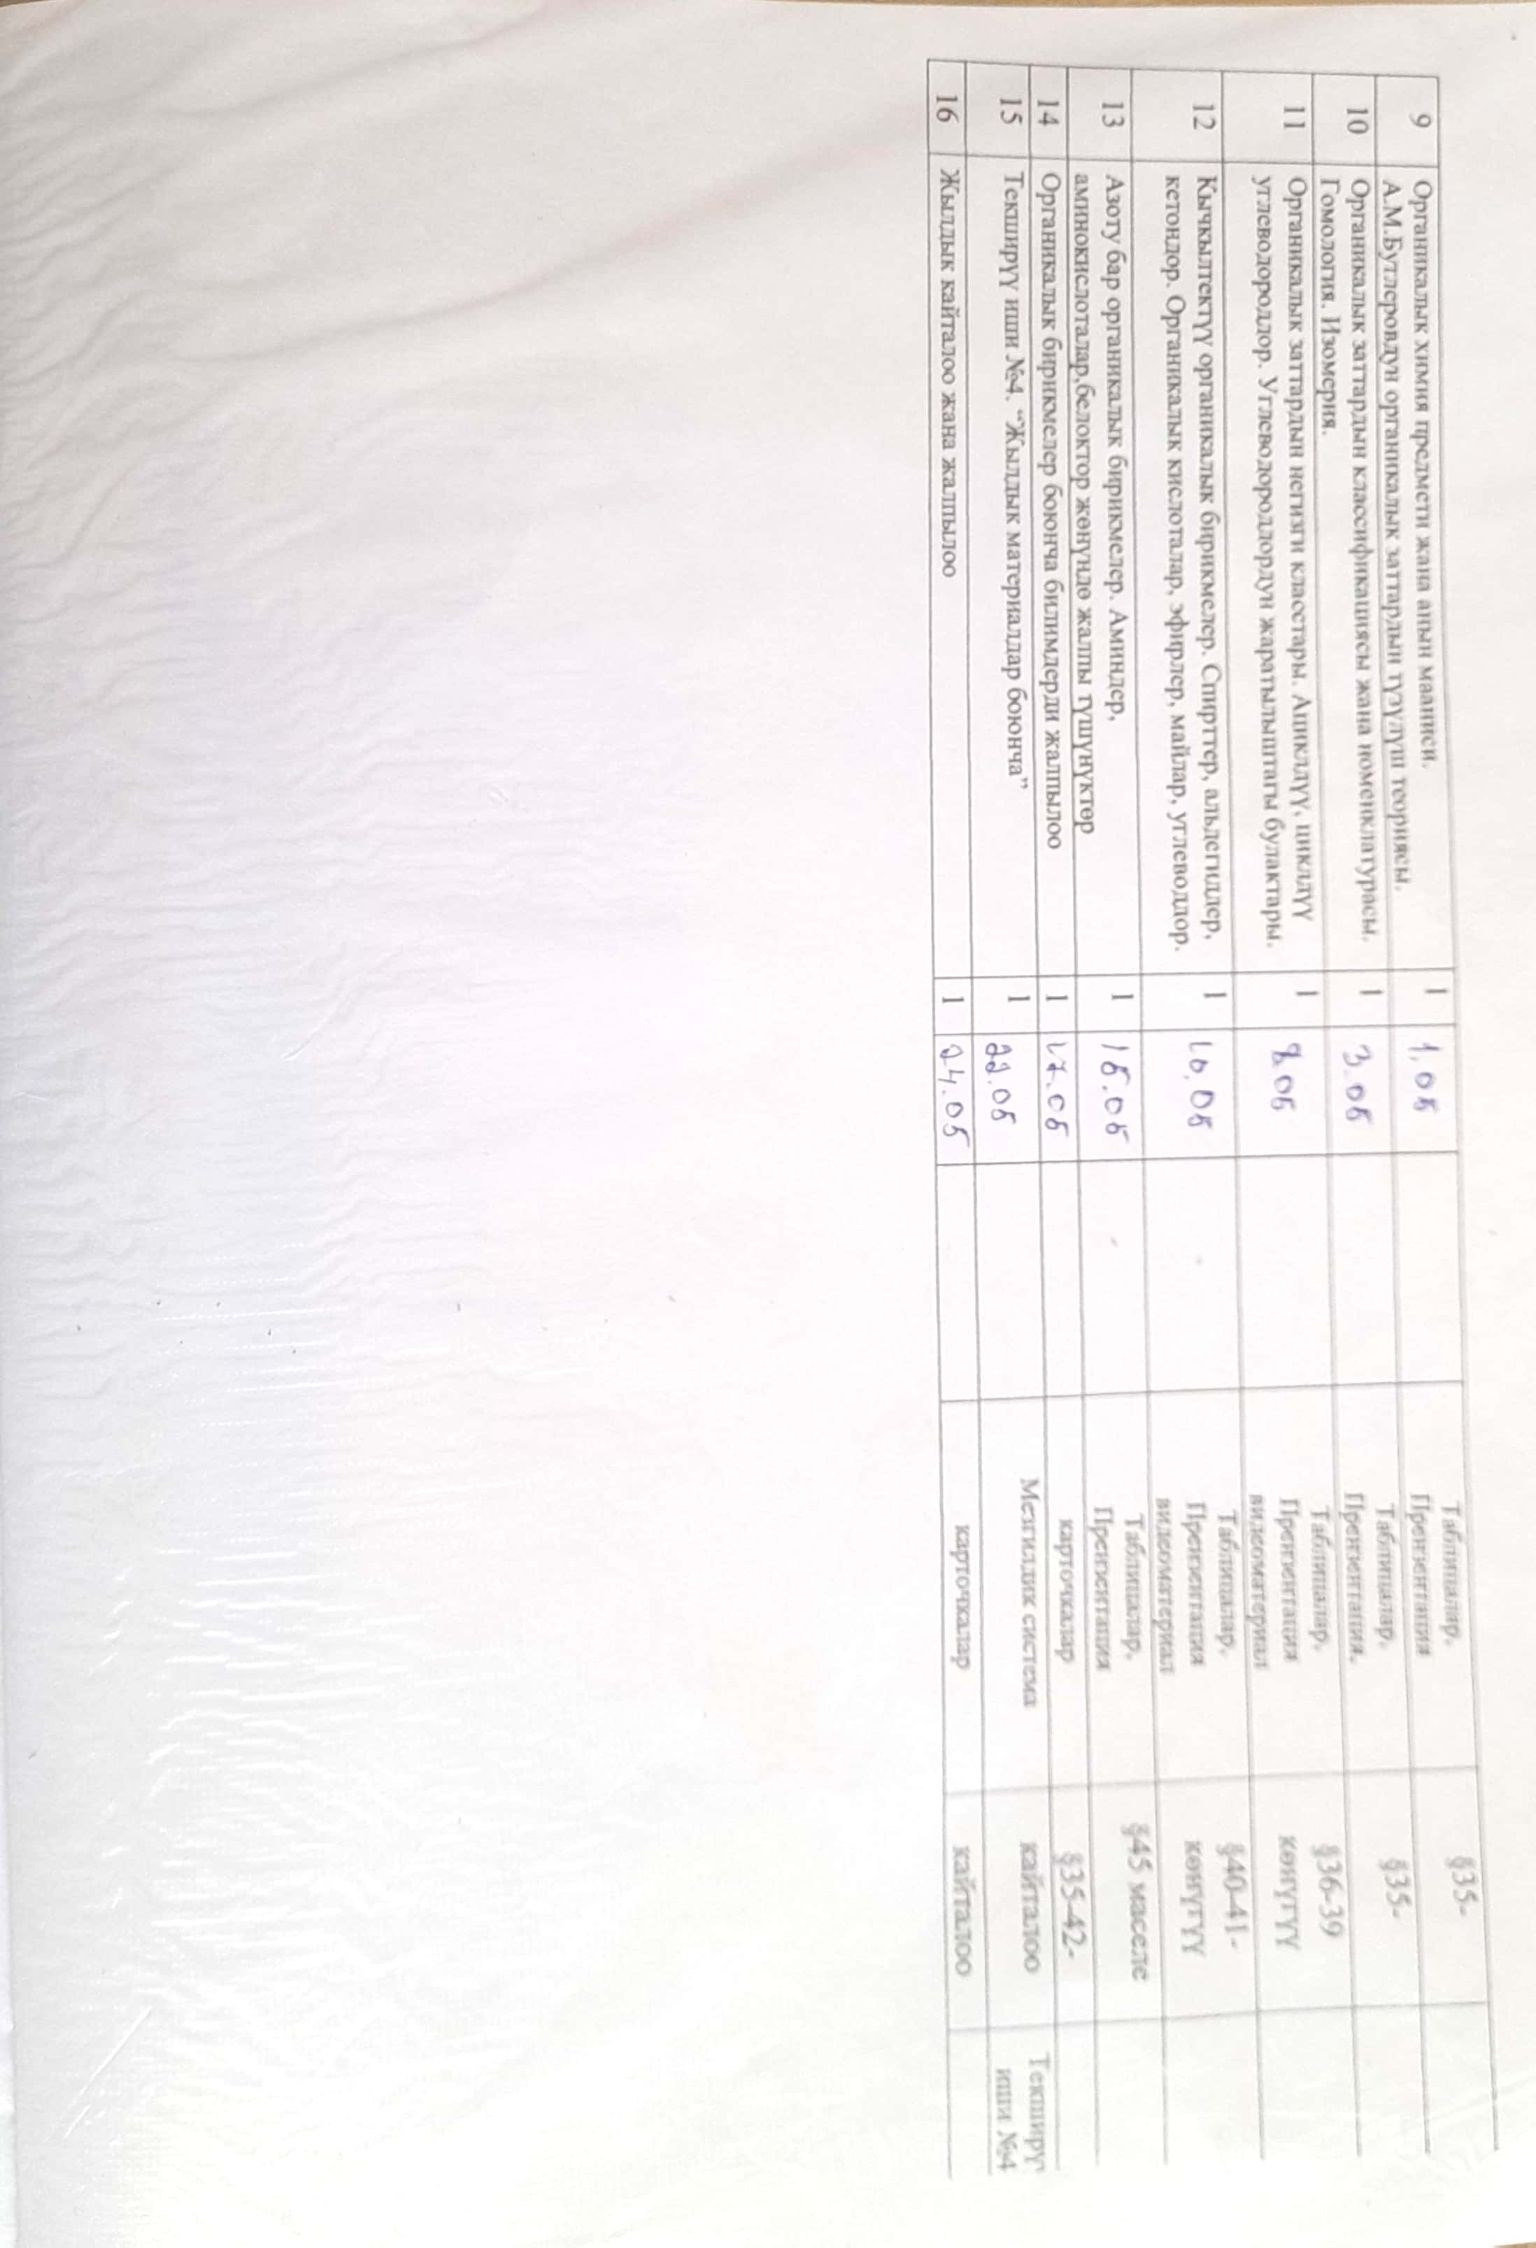 9 Органикалык химия предмети жана анын мааниси. 1 1.05 Таблицалар. §35-
А.М.Бутлеровдун органикалык заттардын түзүлүш теориясы. Презентация
10 Органикалык заттардын классификациясы жана номенклатурасы. 1 3.05 Таблицалар. §35-
Гомология. Изомерия. Презентация.
11 Органикалык заттардын негизги класстары. Ациклдүү, циклдүү 1 8.05 Таблицалар. §36-39
углеводороддор. Углеводороддордун жаратылыштагы булактары. Презентация көнүгүү
видеоматериал
12 Кычкылтектүү органикалык бирикмелер. Спирттер, альдегиддер, 1 10.05 Таблицалар. §40-41-
кетондор. Органикалык кислоталар, эфирлер, майлар, углеводдор. Презентация көнүгүү
видеоматериал
13 Азоту бар органикалык бирикмелер. Аминдер, 1 15.05 Таблицалар. §45 маселе
аминокислоталар,белоктор жөнүндө жалпы түшүнүктөр Презентация
14 Органикалык бирикмелер боюнча билимдерди жалпылоо 1 17.05 карточкалар §35-42-
15 Текшерүү иши №4. “Жылдык материалдар боюнча” 1 22.05 Мезгилдик система кайталоо Текшируү
иши №4
16 Жылдык кайталоо жана жалпылоо 1 24.05 карточкалар кайталоо